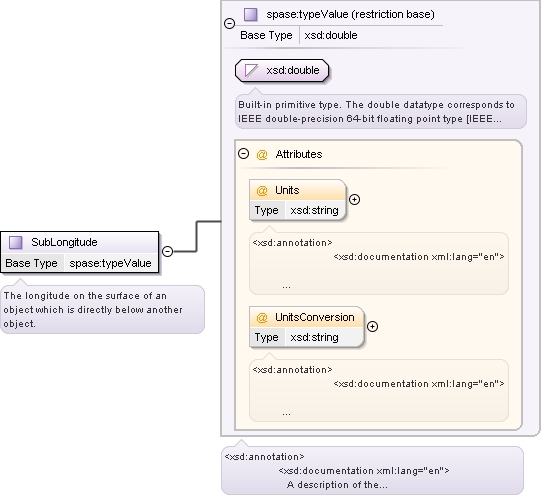 spase:typeValue (restriction base)
Base Type xsd:double
xsd:double
Built-in primitive type. The double datatype corresponds to
IEEE double-precision 64-bit floating point type [IEEE...
@ Attributes
@ Units
Type xsd:string
<xsd:annotation>
<xsd:documentation xml:lang="en">
...
SubLongitude
Base Type spase:typeValue
The longitude on the surface of an
object which is directly below another
object.
@ UnitsConversion
Type xsd:string
<xsd:annotation>
<xsd:documentation xml:lang="en">
...
<xsd:annotation>
<xsd:documentation xml:lang="en">
A description of the...